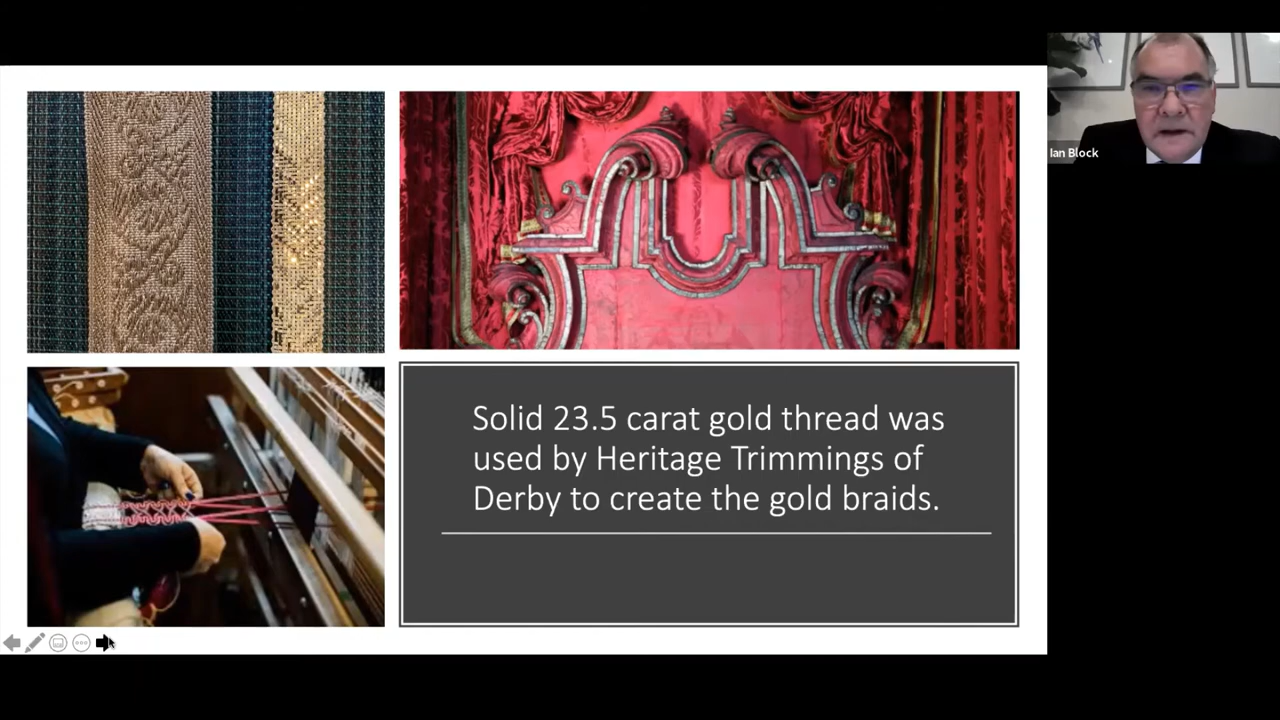 Ian Block
Solid 23.5 carat gold thread was
used by Heritage Trimmings of
Derby to create the gold braids.